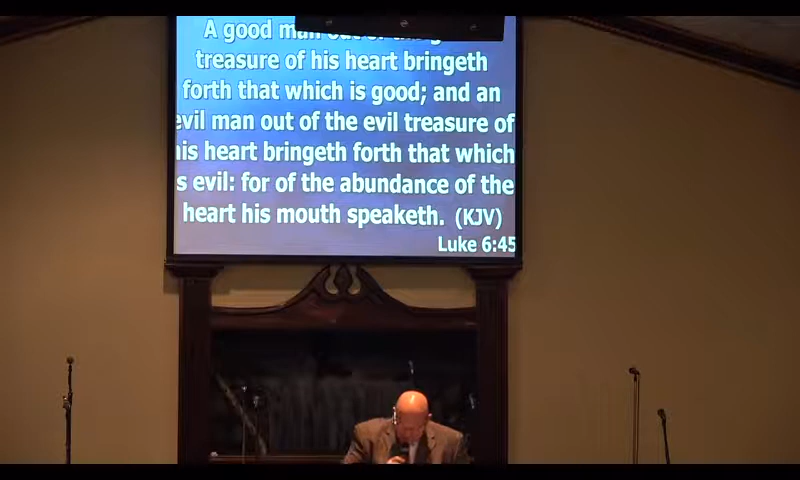 A good man out of
treasure of his heart bringeth
forth that which is good; and an
evil man out of the evil treasure of
his heart bringeth forth that which
s evil: for of the abundance of the
heart his mouth speaketh. (KJV)
Luke 6:45